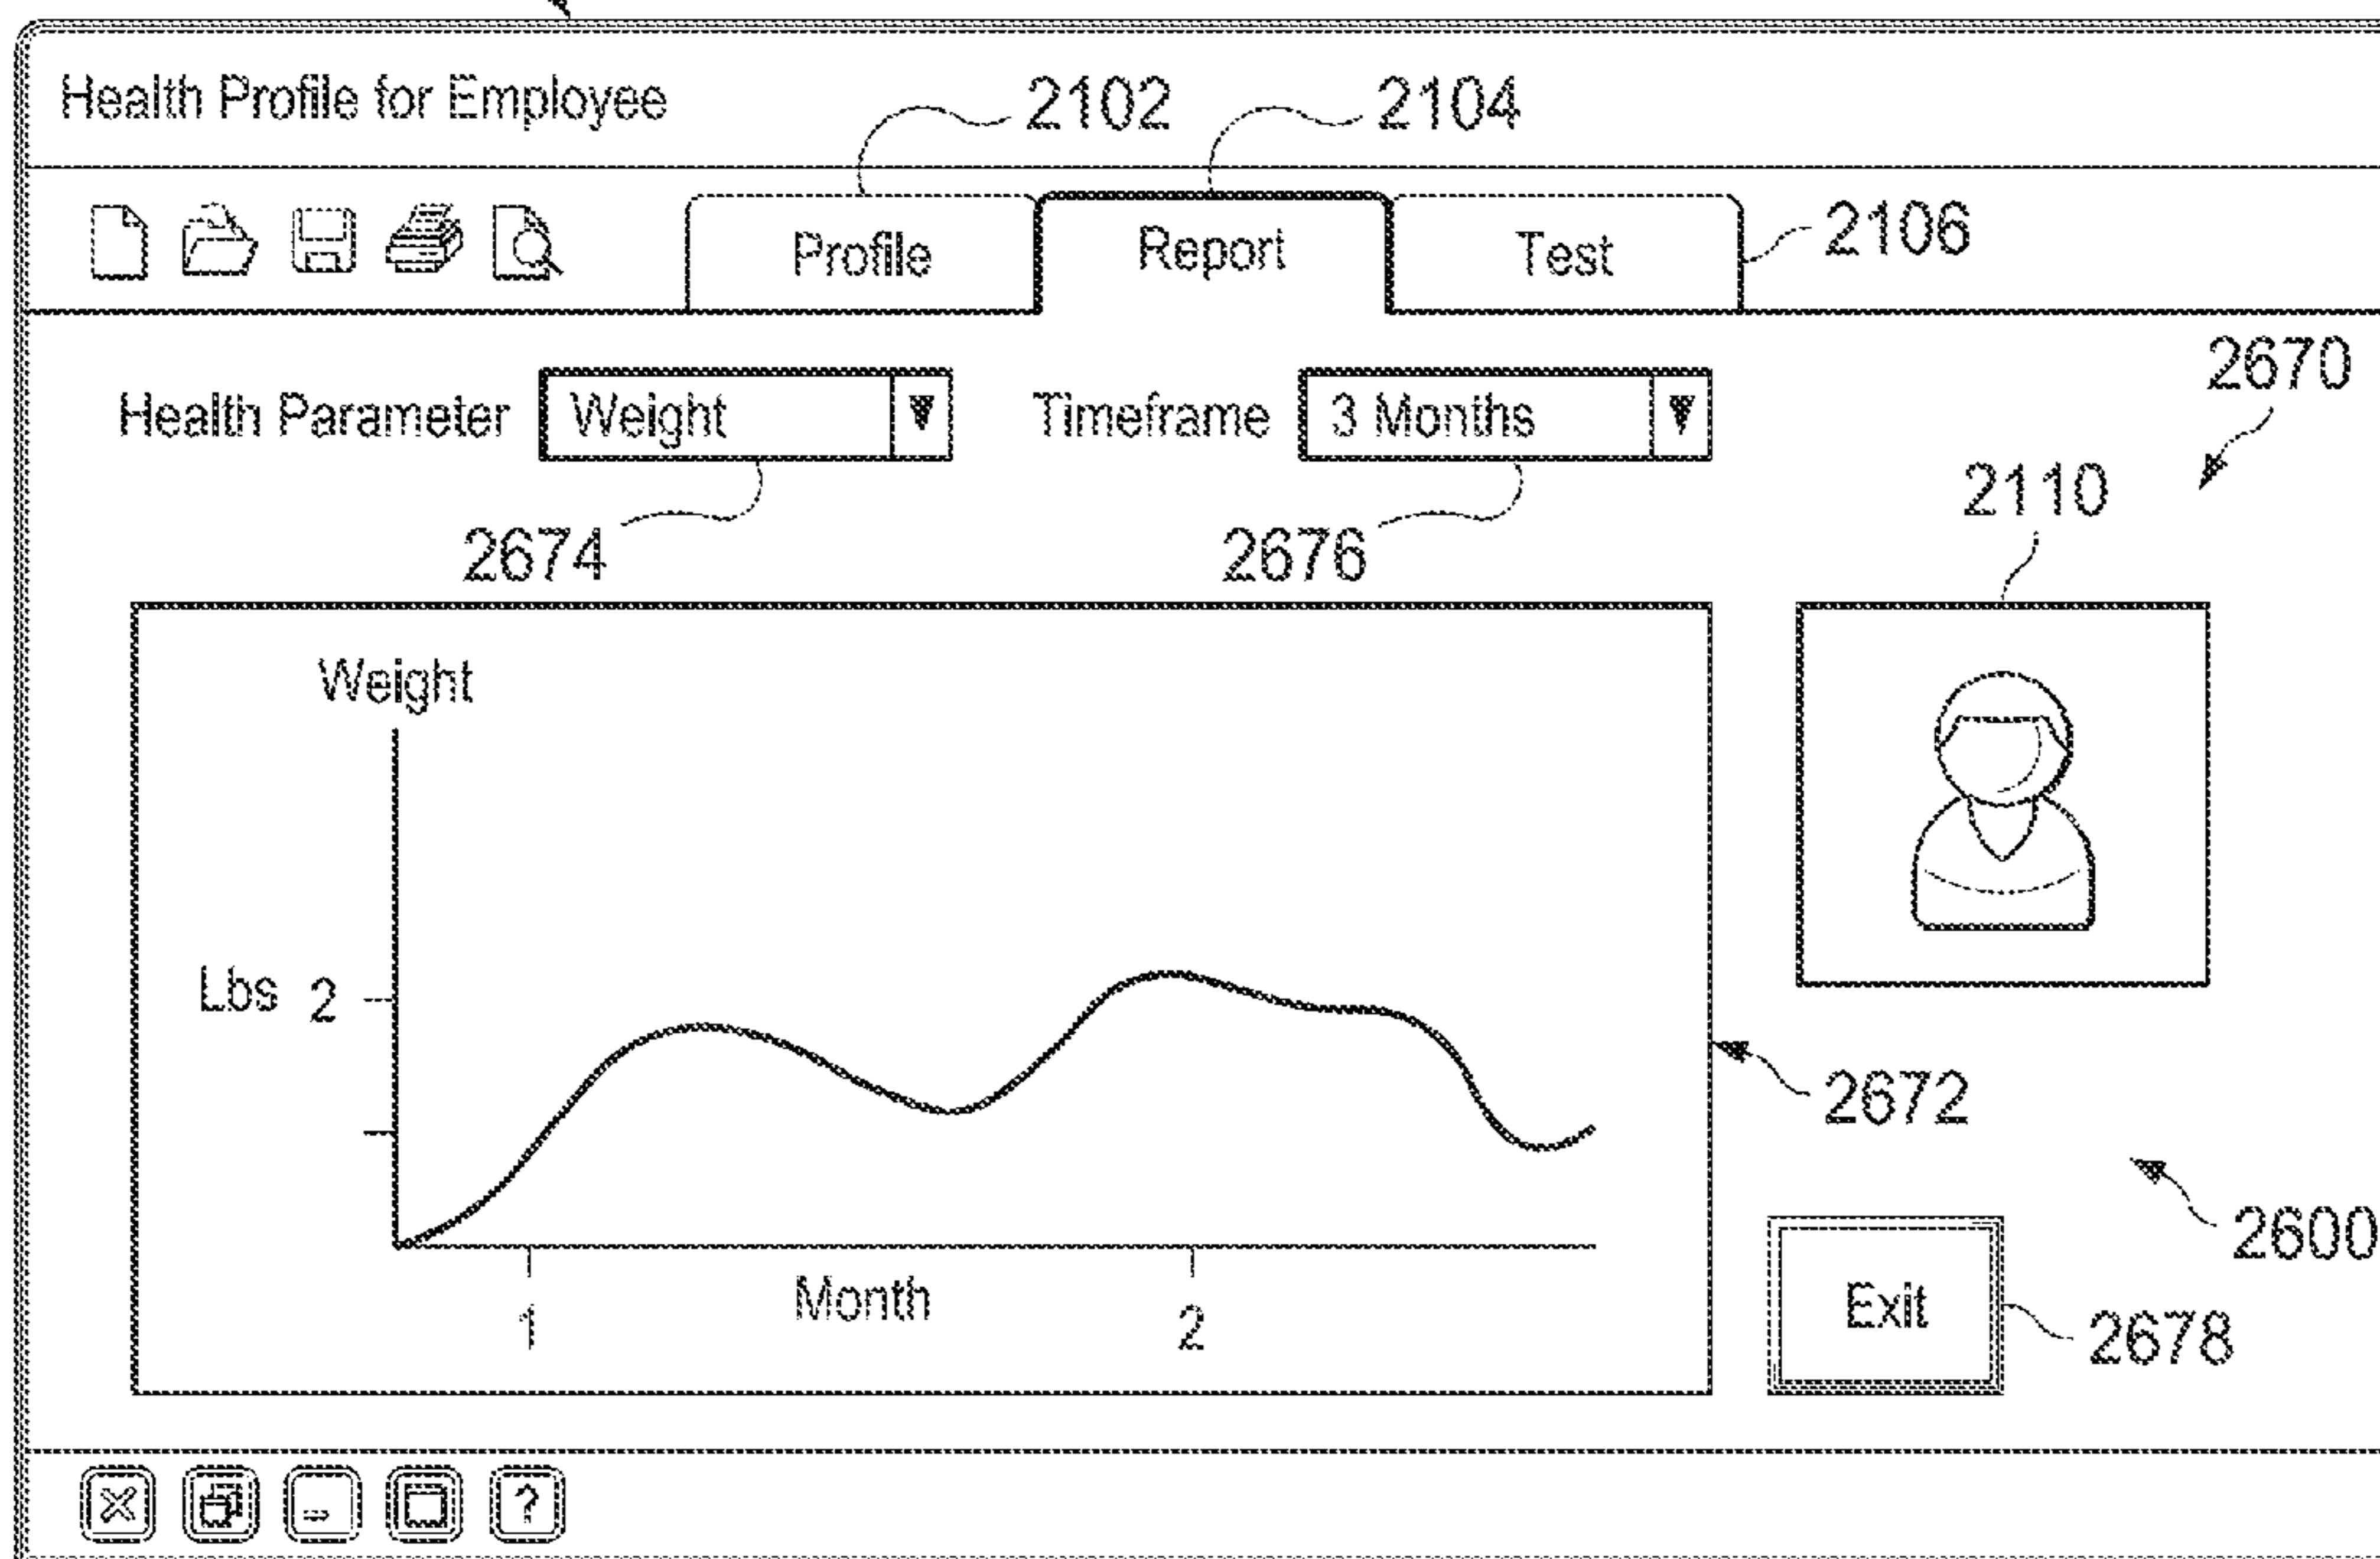 Health Profile for Employee 2102 2104
Profile Report Test 2106
2670
Health Parameter Weight Timeframe 3 Months
2110
2674 2676
Weight
Lbs 2
2672
2600
Month
1 2
Exit
2678
?